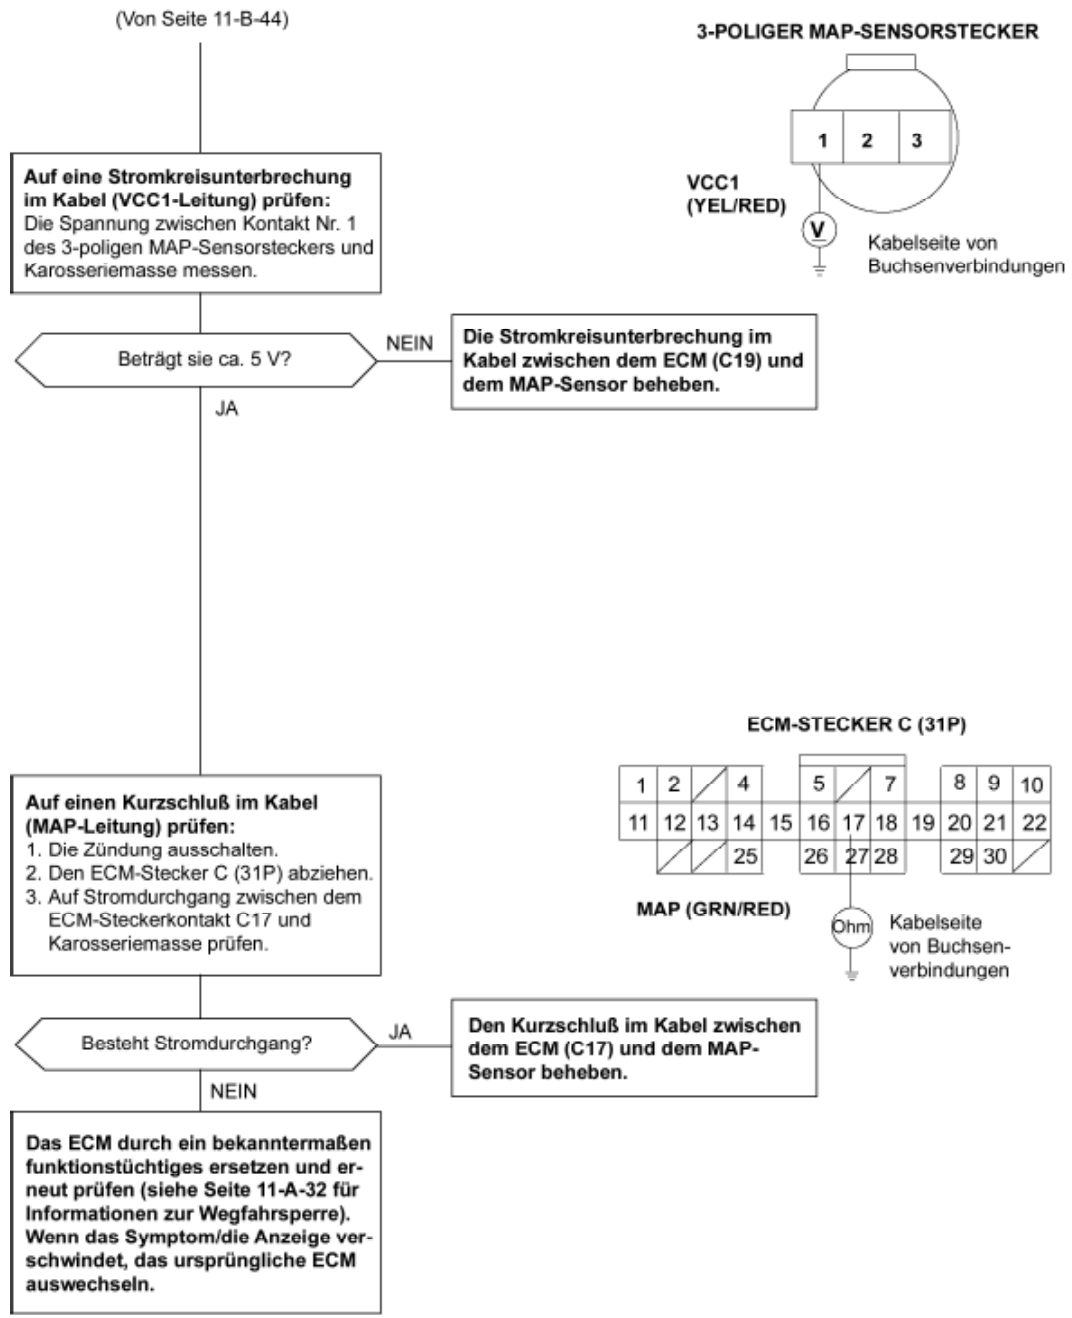 (Von Seite 11-B-44)
3-POLIGER MAP-SENSORSTECKER
1 2 3
VCC1
(YEL/RED)
V
Kabelseite von
Buchsenverbindungen
Auf eine Stromkreisunterbrechung
im Kabel (VCC1-Leitung) prüfen:
Die Spannung zwischen Kontakt Nr. 1
des 3-poligen MAP-Sensorsteckers und
Karosseriemasse messen.
Beträgt sie ca. 5 V?
NEIN
Die Stromkreisunterbrechung im
Kabel zwischen dem ECM (C19) und
dem MAP-Sensor beheben.
JA
ECM-STECKER C (31P)
1 2 4 5 7 8 9 10
11 12 13 14 15 16 17 18 19 20 21 22
25 26 27 28 29 30
MAP (GRN/RED)
Ohm
Kabelseite
von Buchsen-
verbindungen
Auf einen Kurzschluß im Kabel
(MAP-Leitung) prüfen:
1. Die Zündung ausschalten.
2. Den ECM-Stecker C (31P) abziehen.
3. Auf Stromdurchgang zwischen dem
ECM-Steckerkontakt C17 und
Karosseriemasse prüfen.
Besteht Stromdurchgang?
JA
Den Kurzschluß im Kabel zwischen
dem ECM (C17) und dem MAP-
Sensor beheben.
NEIN
Das ECM durch ein bekanntermaßen
funktionstüchtiges ersetzen und er-
neut prüfen (siehe Seite 11-A-32 für
Informationen zur Wegfahrsperre).
Wenn das Symptom/die Anzeige ver-
schwindet, das ursprüngliche ECM
auswechseln.